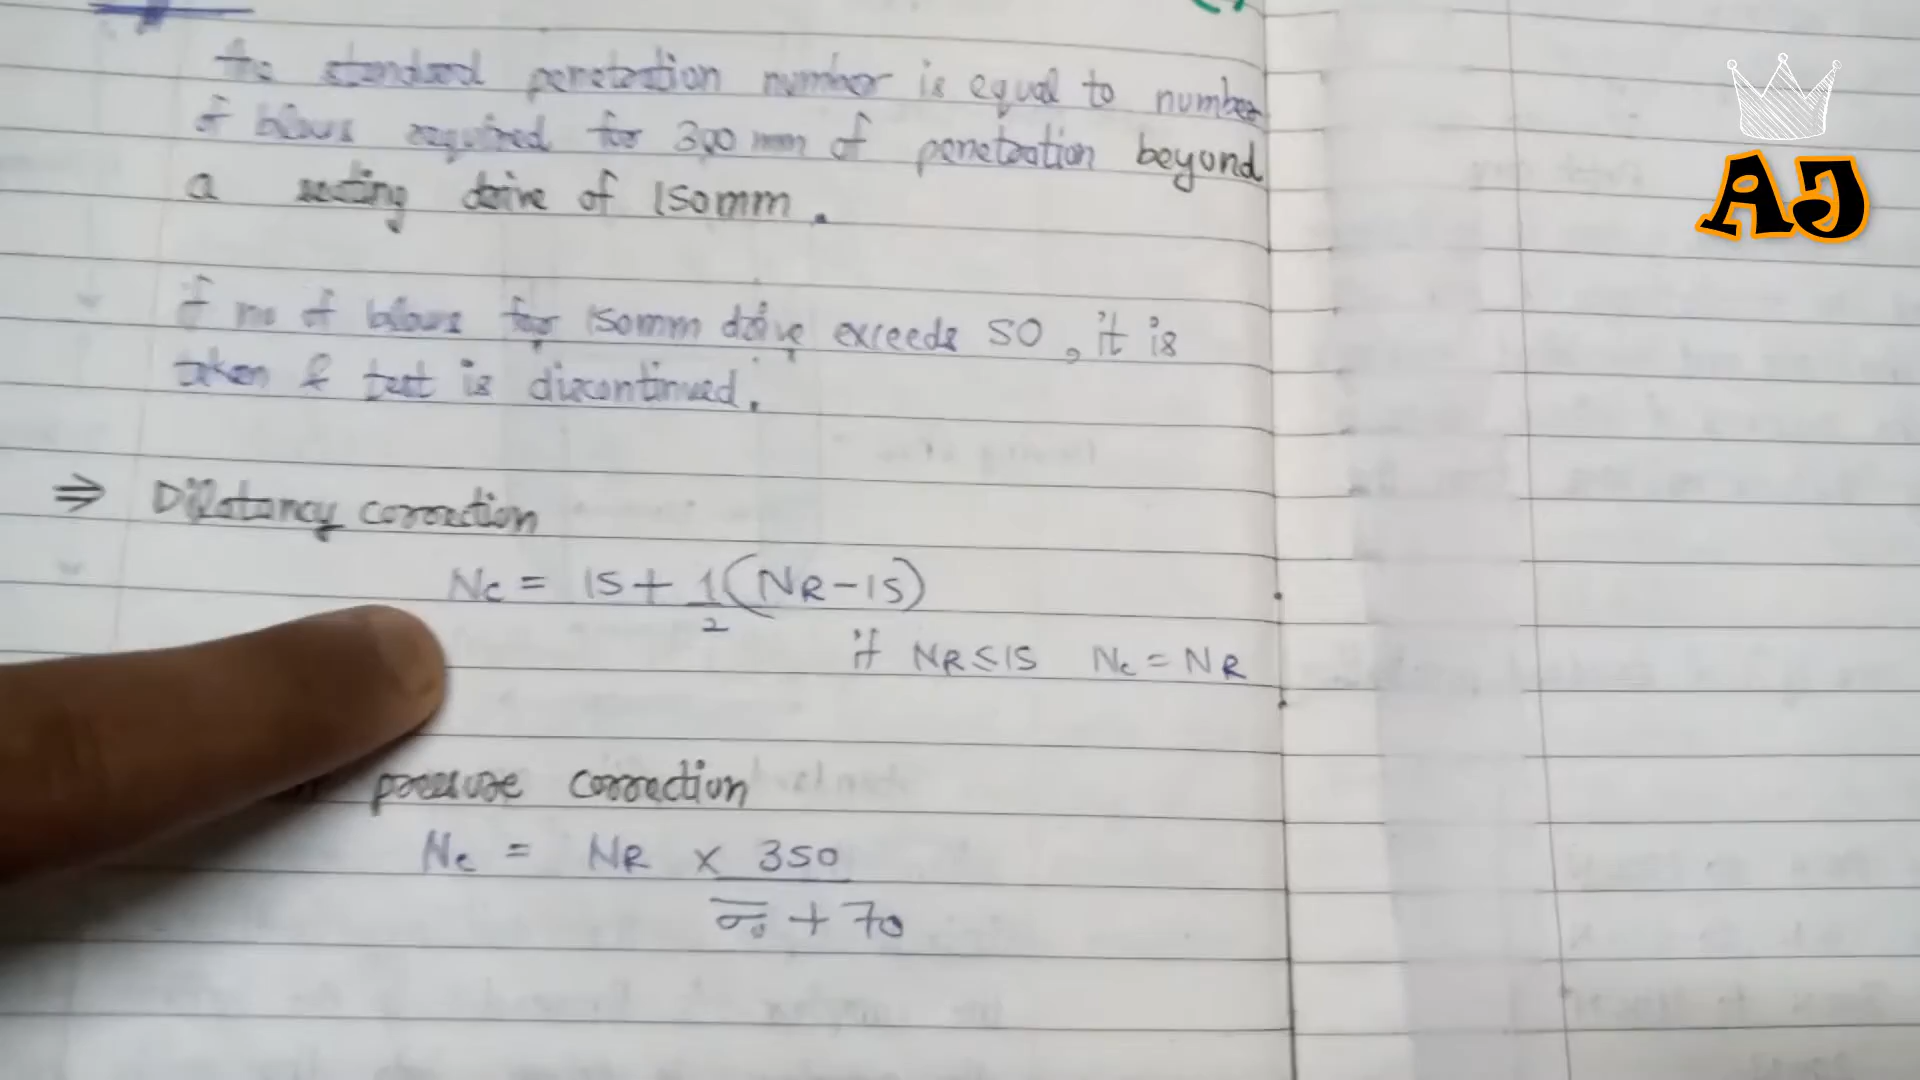 the standard penetration number is equal to number
of blows required for 300 mm of penetration beyond
a seating drive of 150mm.
if no of blows for 150mm drive exceeds 50, it is
taken & test is discontinued.
⇒ Dilatancy correction
Nc = 15 + 1/2 (NR - 15)
if NR ≤ 15 Nc = NR
pressure correction
Nc = NR x 350 / σ̄₀ + 70
AJ